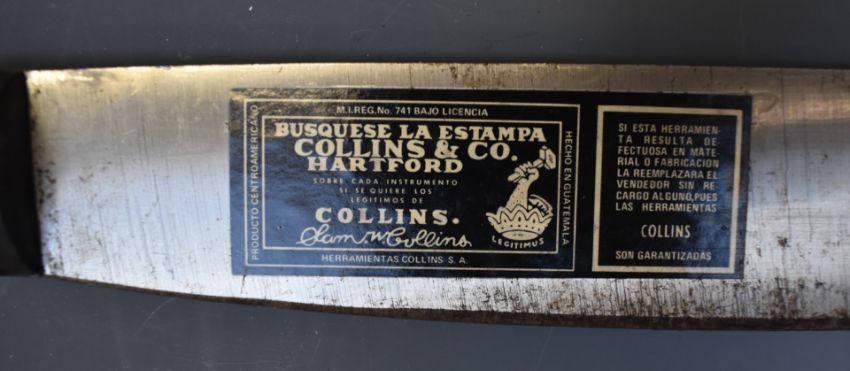 M.I.REG.No. 741 BAJO LICENCIA
PRODUCTO CENTROAMERICANO
BUSQUESE LA ESTAMPA
COLLINS & CO.
HARTFORD
SOBRE CADA INSTRUMENTO
SI SE QUIERE LOS
LEGITIMOS DE
COLLINS.
Sam. W. Collins
LEGITIMUS
HECHO EN GUATEMALA
HERRAMIENTAS COLLINS S.A.
SI ESTA HERRAMIEN-
TA RESULTA DE-
FECTUOSA EN MATE-
RIAL O FABRICACION
LA REEMPLAZARA EL
VENDEDOR SIN RE-
CARGO ALGUNO,PUES
LAS HERRAMIENTAS
COLLINS
SON GARANTIZADAS